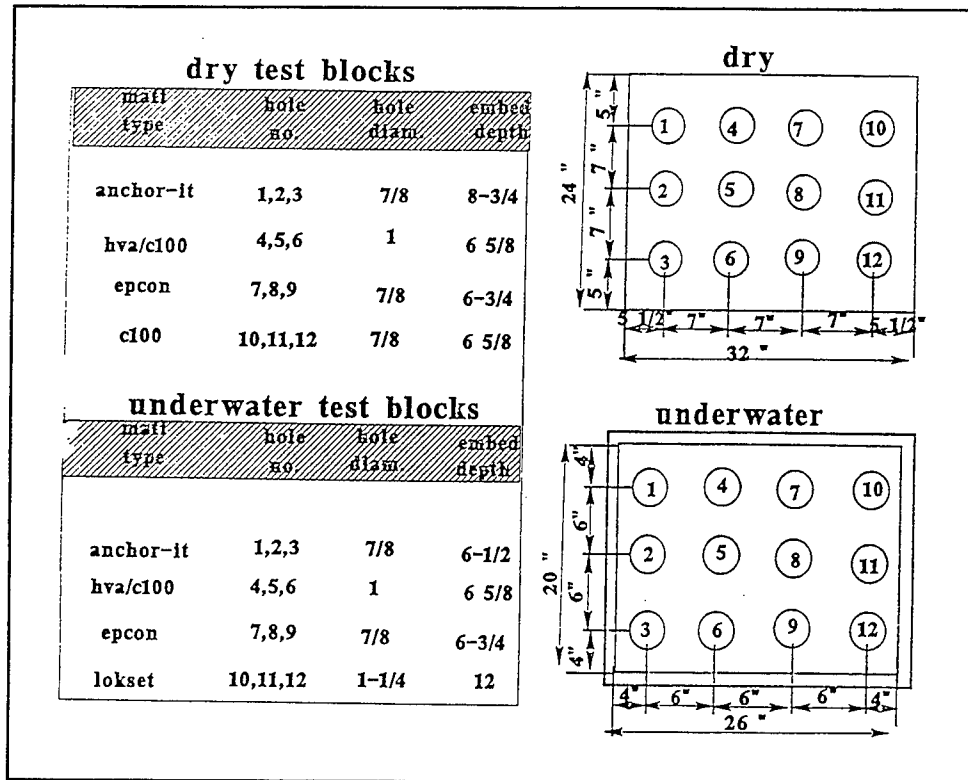 dry test blocks
matl type hole no. hole diam. embed depth
anchor-it 1,2,3 7/8 8-3/4
hva/c100 4,5,6 1 6 5/8
epcon 7,8,9 7/8 6-3/4
c100 10,11,12 7/8 6 5/8
underwater test blocks
matl type hole no. hole diam. embed depth
anchor-it 1,2,3 7/8 6-1/2
hva/c100 4,5,6 1 6 5/8
epcon 7,8,9 7/8 6-3/4
lokset 10,11,12 1-1/4 12
dry
24 "
5 "
7 "
7 "
5 "
1 4 7 10
2 5 8 11
3 6 9 12
5 1/2" 7" 7" 7" 5 1/2"
32 "
underwater
20 "
4"
6"
6"
4"
1 4 7 10
2 5 8 11
3 6 9 12
4" 6" 6" 6" 4"
26 "